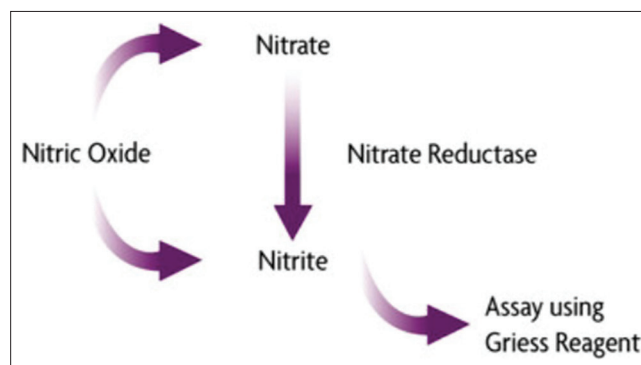 Nitrate
Nitric Oxide
Nitrate Reductase
Nitrite
Assay using
Griess Reagent